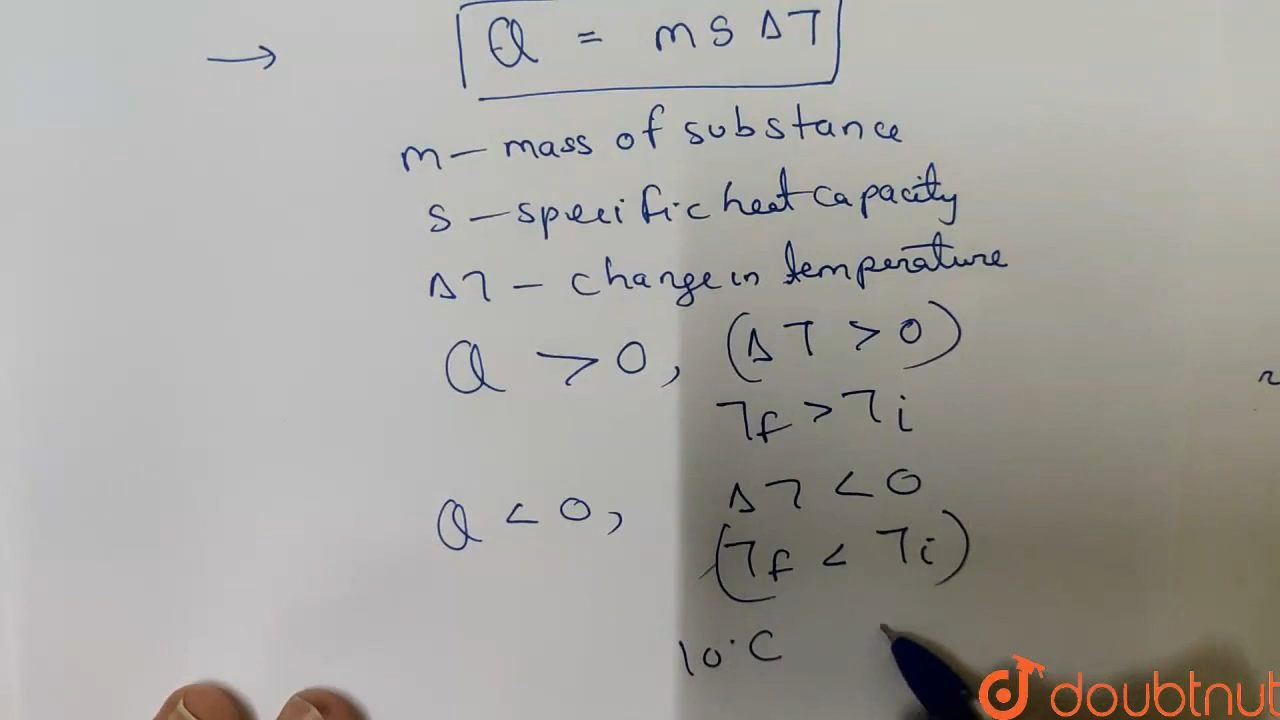 → Q = m s ΔT
m – mass of substance
s – specific heat capacity
ΔT – change in temperature
Q > 0, (ΔT > 0)
Tf > Ti
Q < 0, ΔT < 0
(Tf < Ti)
10°C
doubtnut